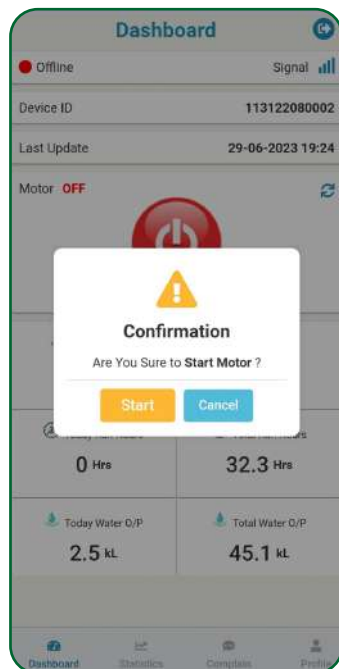 Dashboard
Offline Signal
Device ID 113122080002
Last Update 29-06-2023 19:24
Motor OFF
Confirmation
Are You Sure to Start Motor ?
Start Cancel
0 Hrs 32.3 Hrs
Today Water O/P Total Water O/P
2.5 kL 45.1 kL
Dashboard Statistics Complain Profile